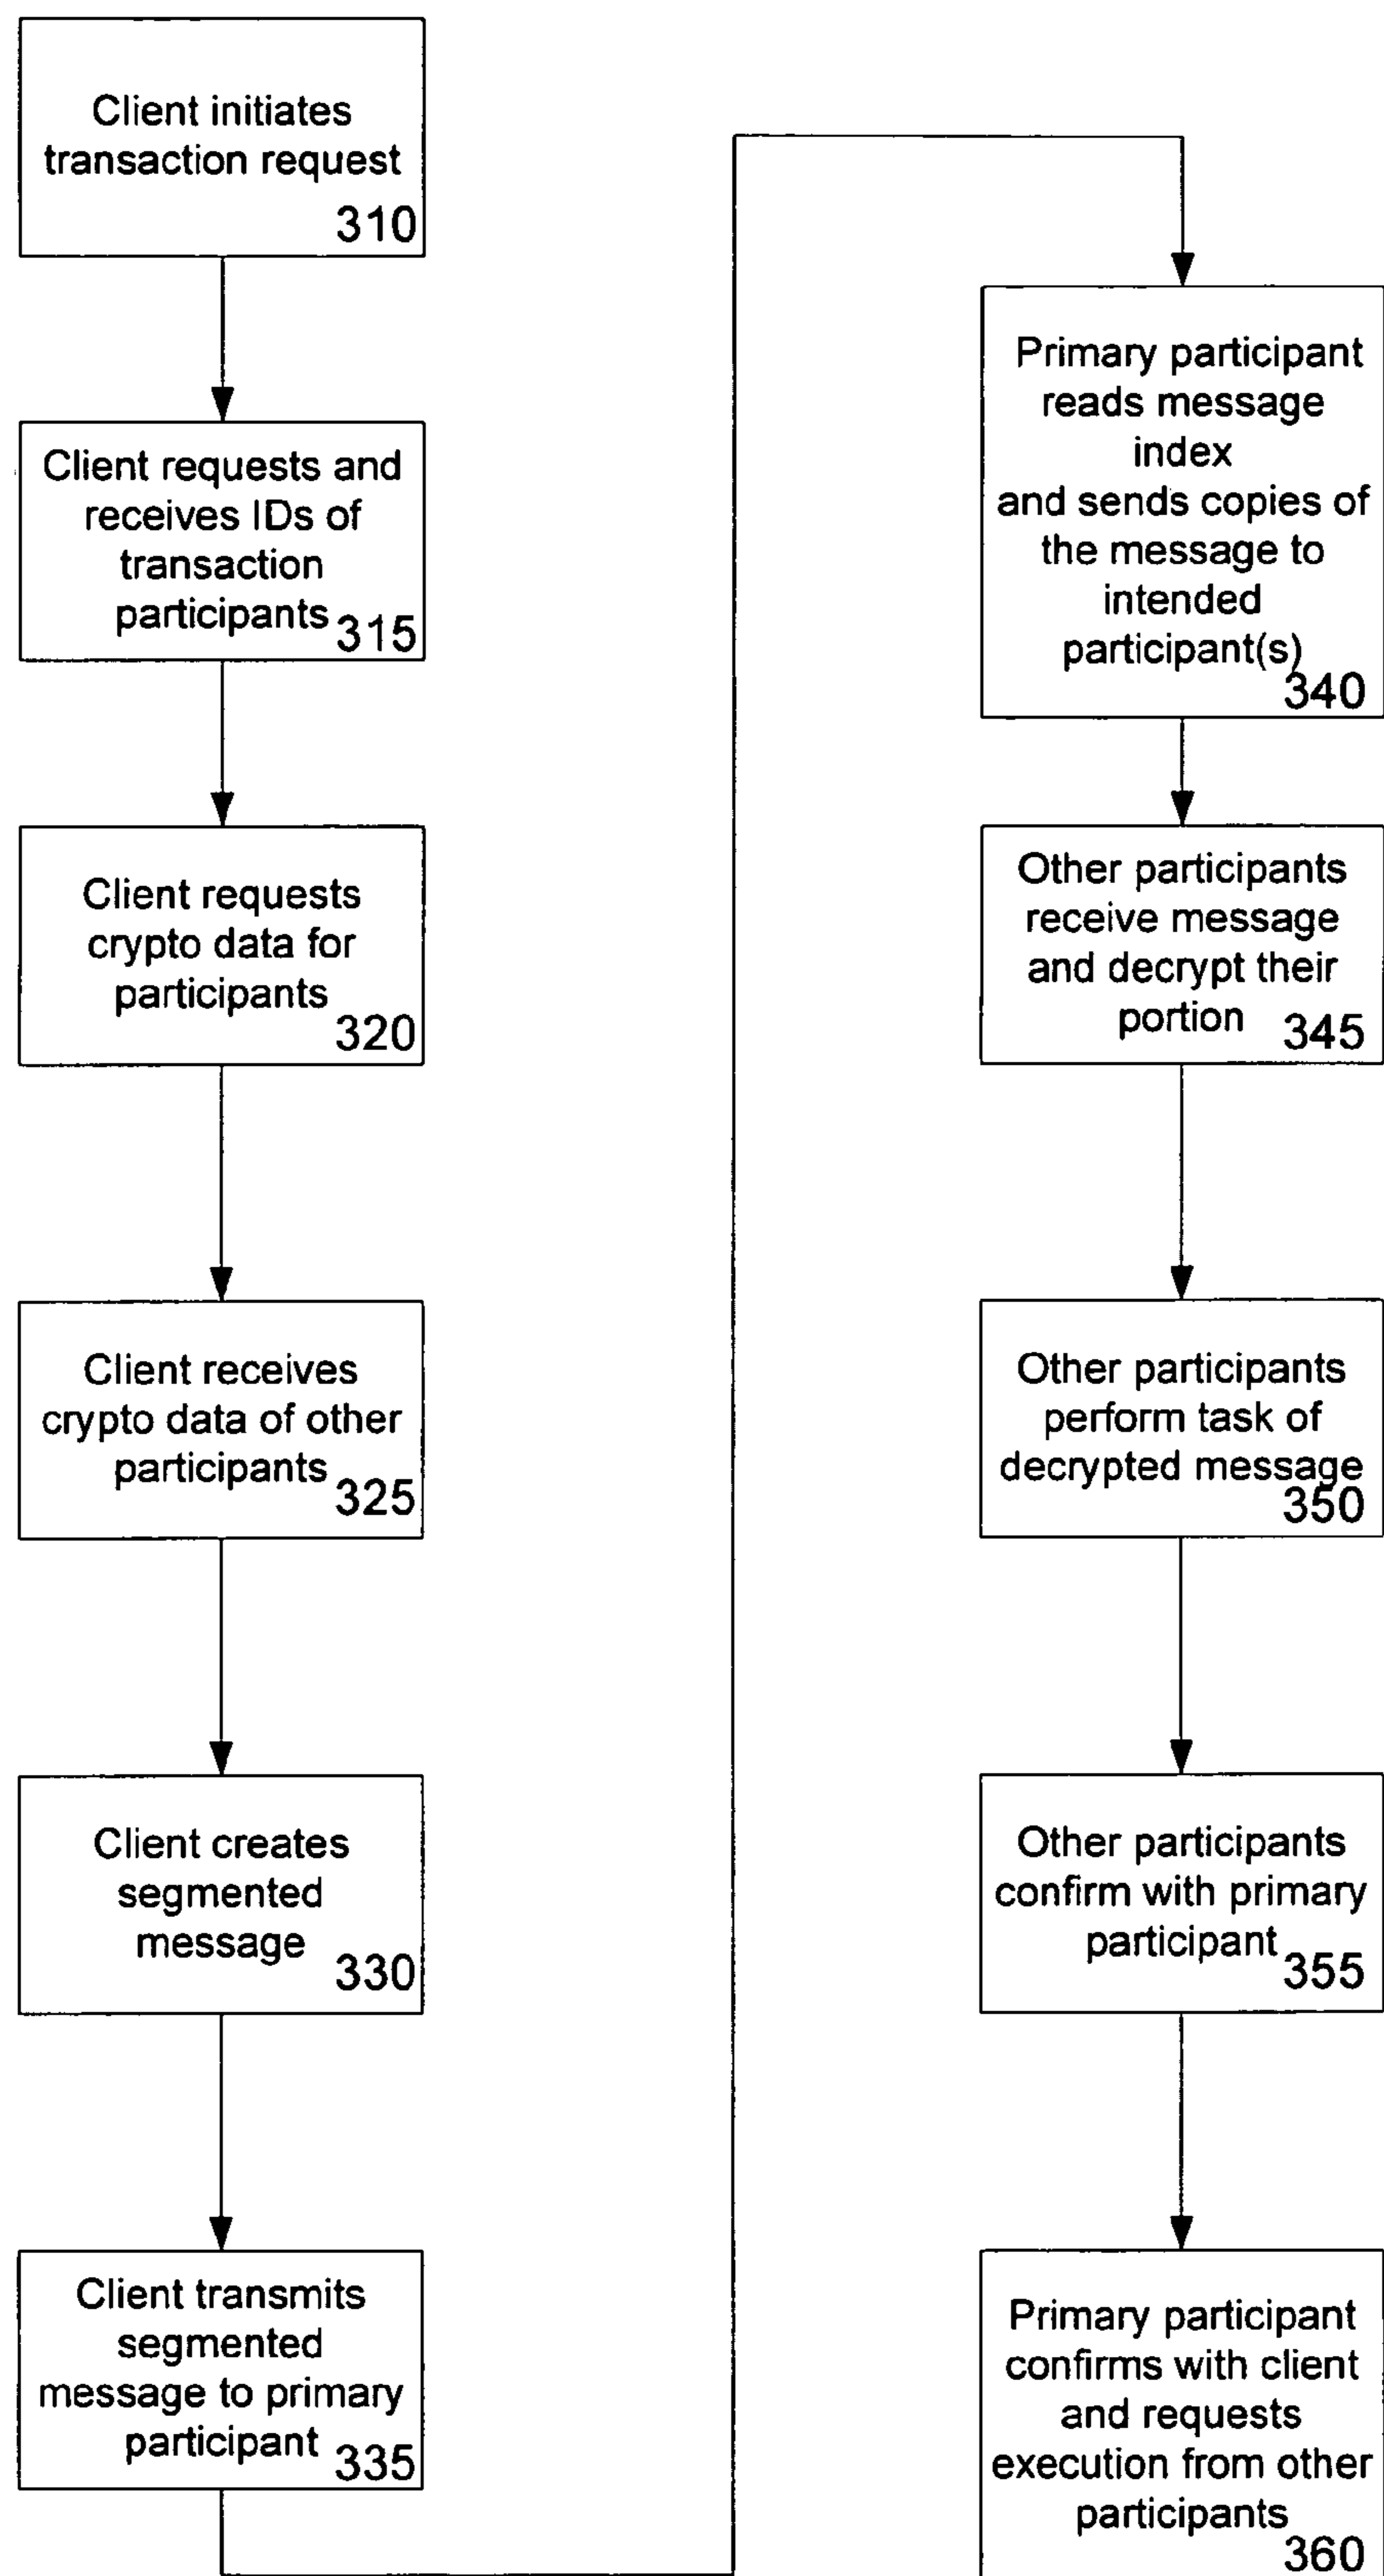 Client initiates
transaction request
310
Client requests and
receives IDs of
transaction
participants
315
Client requests
crypto data for
participants
320
Client receives
crypto data of other
participants
325
Client creates
segmented
message
330
Client transmits
segmented
message to primary
participant
335
Primary participant
reads message
index
and sends copies of
the message to
intended
participant(s)
340
Other participants
receive message
and decrypt their
portion
345
Other participants
perform task of
decrypted message
350
Other participants
confirm with primary
participant
355
Primary participant
confirms with client
and requests
execution from other
participants
360